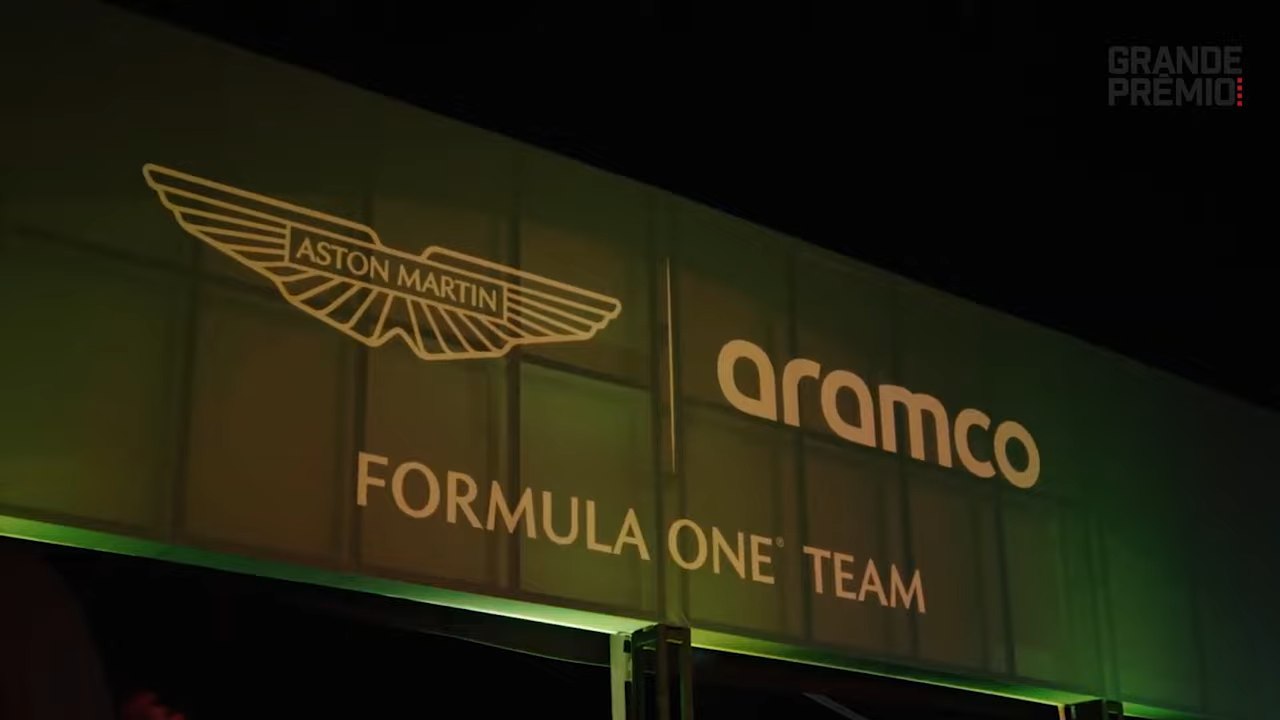 GRANDE
PRÊMIO
ASTON MARTIN
aramco
FORMULA ONE® TEAM